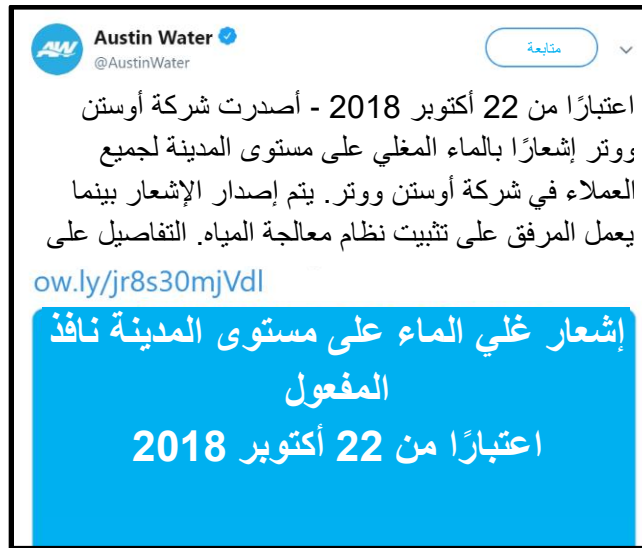 AW
Austin Water
@AustinWater
متابعة
اعتبارًا من 22 أكتوبر 2018 - أصدرت شركة أوستن
ووتر إشعارًا بالماء المغلي على مستوى المدينة لجميع
العملاء في شركة أوستن ووتر. يتم إصدار الإشعار بينما
يعمل المرفق على تثبيت نظام معالجة المياه. التفاصيل على
ow.ly/jr8s30mjVdl
إشعار غلي الماء على مستوى المدينة نافذ
المفعول
اعتبارًا من 22 أكتوبر 2018